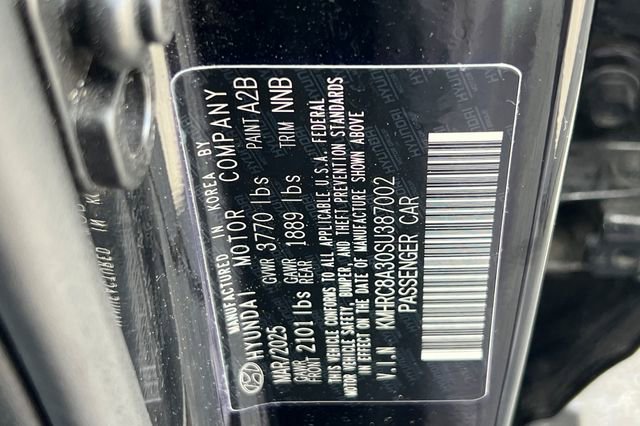 MANUFACTURED IN KOREA BY
HYUNDAI MOTOR COMPANY
MAR/2025 GVWR 3770 lbs PAINT A2B
GAWR FRONT 2101 lbs GAWR REAR 1889 lbs TRIM NNB
THIS VEHICLE CONFORMS TO ALL APPLICABLE U.S.A. FEDERAL
MOTOR VEHICLE SAFETY, BUMPER, AND THEFT PREVENTION STANDARDS
IN EFFECT ON THE DATE OF MANUFACTURE SHOWN ABOVE
V.I.N KMHRC8A30SU387002
PASSENGER CAR